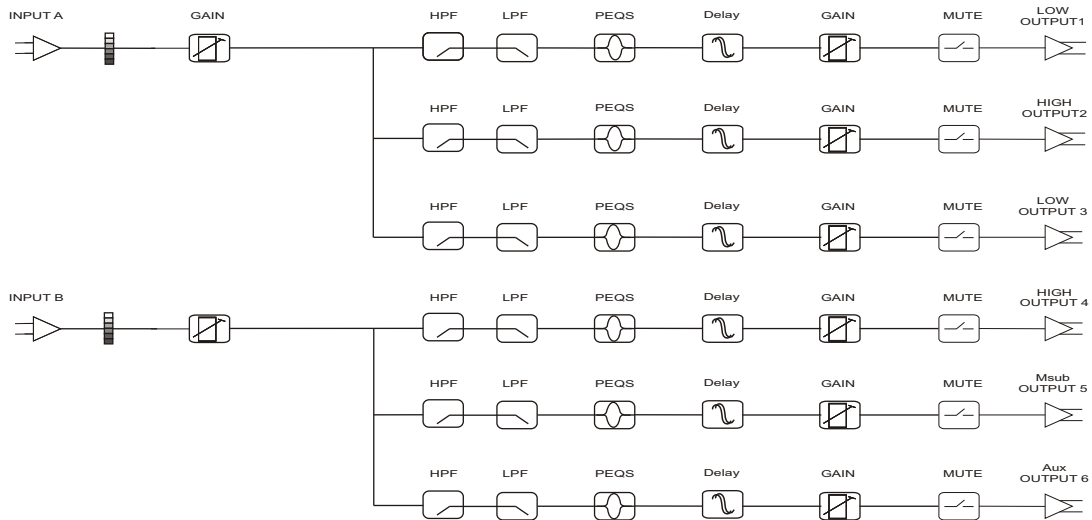 LOW
INPUT A GAIN HPF LPF PEQS Delay GAIN MUTE OUTPUT1
HIGH
HPF LPF PEQS Delay GAIN MUTE OUTPUT2
LOW
HPF LPF PEQS Delay GAIN MUTE OUTPUT 3
HIGH
INPUT B HPF LPF PEQS Delay GAIN MUTE OUTPUT 4
Msub
HPF LPF PEQS Delay GAIN MUTE OUTPUT 5
Aux
HPF LPF PEQS Delay GAIN MUTE OUTPUT 6